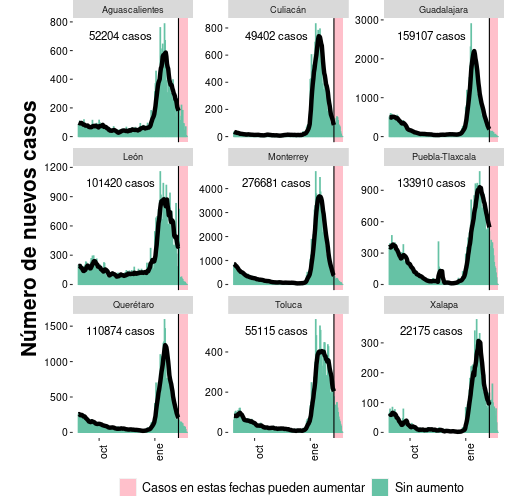 Número de nuevos casos
Aguascalientes
52204 casos
800
600
400
200
0
Culiacán
49402 casos
800
600
400
200
0
Guadalajara
159107 casos
3000
2000
1000
0
León
101420 casos
1200
900
600
300
0
Monterrey
276681 casos
4000
3000
2000
1000
0
Puebla-Tlaxcala
133910 casos
900
600
300
0
Querétaro
110874 casos
1500
1000
500
0
Toluca
55115 casos
400
200
0
Xalapa
22175 casos
300
200
100
0
oct
ene
oct
ene
oct
ene
Casos en estas fechas pueden aumentar
Sin aumento